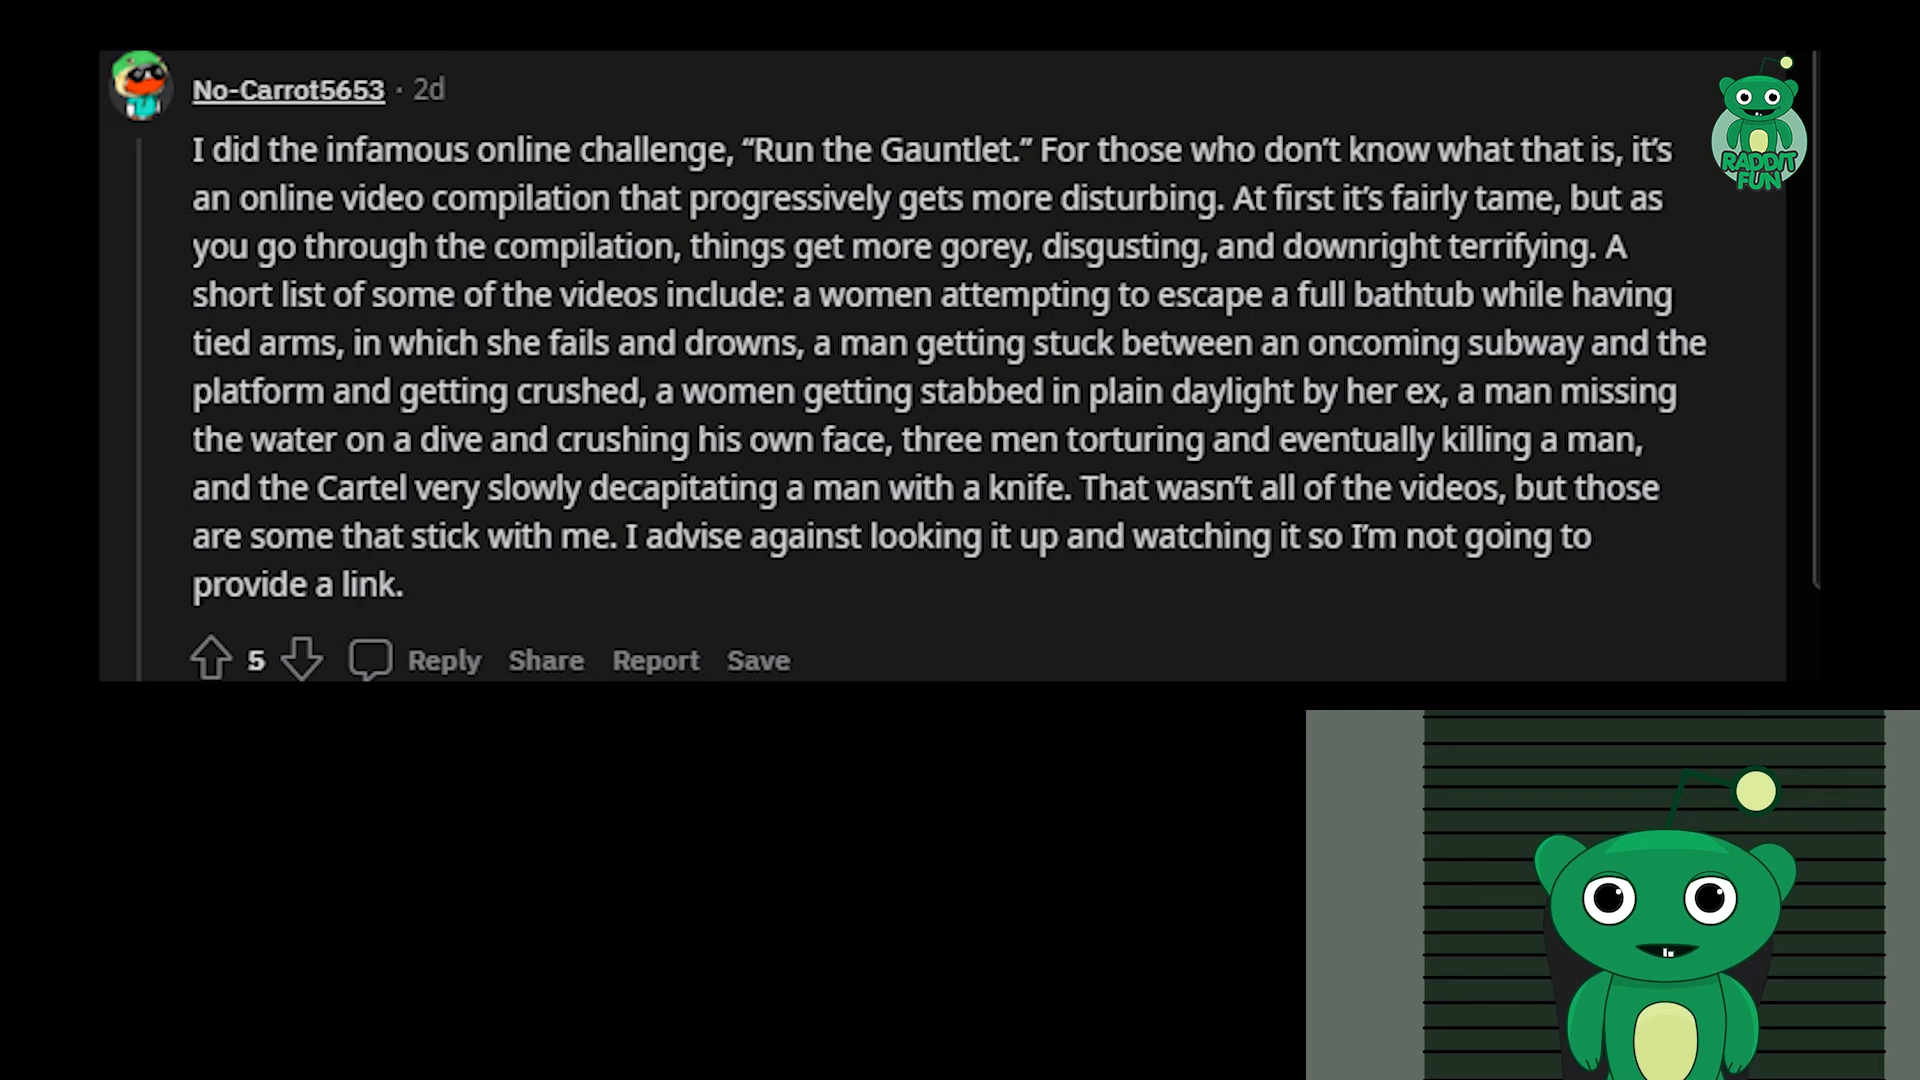 No-Carrot5653 · 2d
RADDIT
FUN
I did the infamous online challenge, “Run the Gauntlet.” For those who don’t know what that is, it’s
an online video compilation that progressively gets more disturbing. At first it’s fairly tame, but as
you go through the compilation, things get more gorey, disgusting, and downright terrifying. A
short list of some of the videos include: a women attempting to escape a full bathtub while having
tied arms, in which she fails and drowns, a man getting stuck between an oncoming subway and the
platform and getting crushed, a women getting stabbed in plain daylight by her ex, a man missing
the water on a dive and crushing his own face, three men torturing and eventually killing a man,
and the Cartel very slowly decapitating a man with a knife. That wasn’t all of the videos, but those
are some that stick with me. I advise against looking it up and watching it so I’m not going to
provide a link.
5 Reply Share Report Save